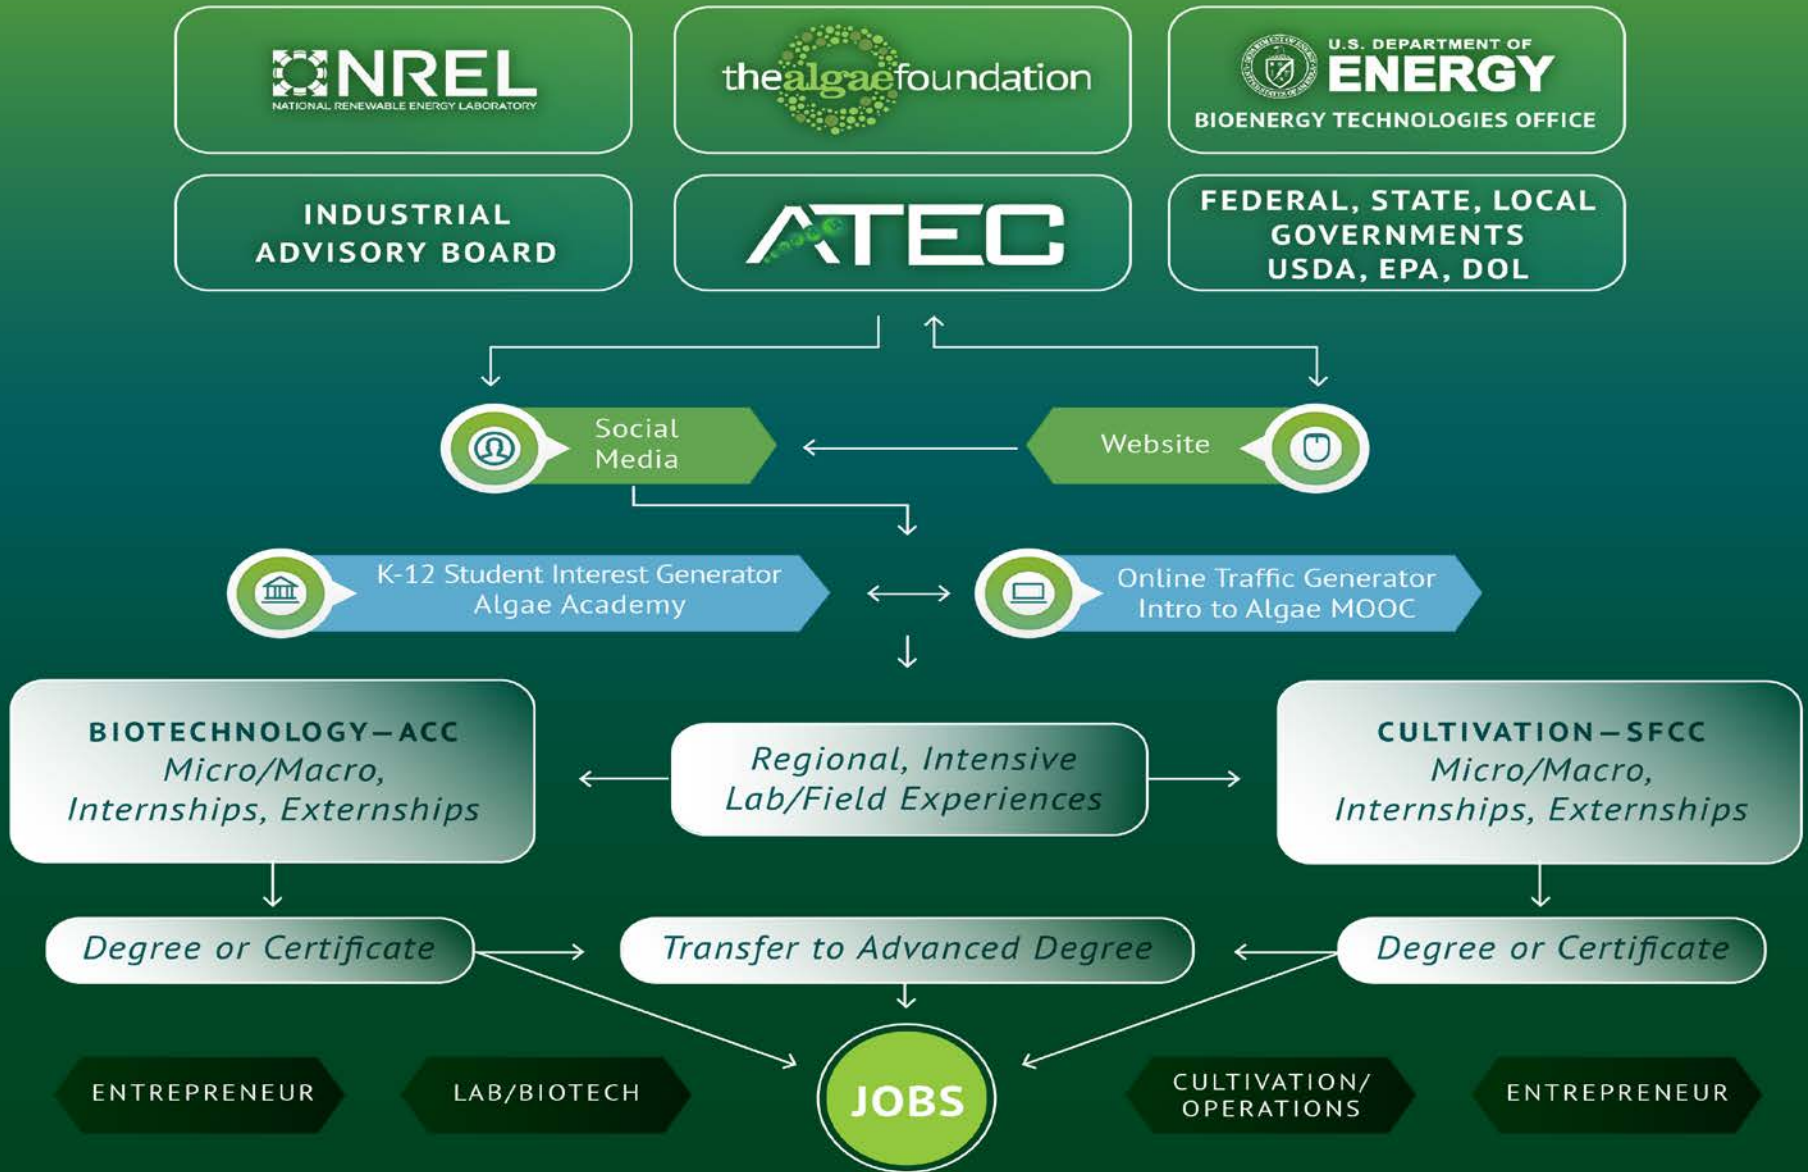 NREL
NATIONAL RENEWABLE ENERGY LABORATORY
thealgaefoundation
U.S. DEPARTMENT OF
ENERGY
BIOENERGY TECHNOLOGIES OFFICE
INDUSTRIAL
ADVISORY BOARD
ATEC
FEDERAL, STATE, LOCAL
GOVERNMENTS
USDA, EPA, DOL
Social
Media
Website
K-12 Student Interest Generator
Algae Academy
Online Traffic Generator
Intro to Algae MOOC
BIOTECHNOLOGY—ACC
Micro/Macro,
Internships, Externships
Regional, Intensive
Lab/Field Experiences
CULTIVATION—SFCC
Micro/Macro,
Internships, Externships
Degree or Certificate
Transfer to Advanced Degree
Degree or Certificate
ENTREPRENEUR
LAB/BIOTECH
JOBS
CULTIVATION/
OPERATIONS
ENTREPRENEUR